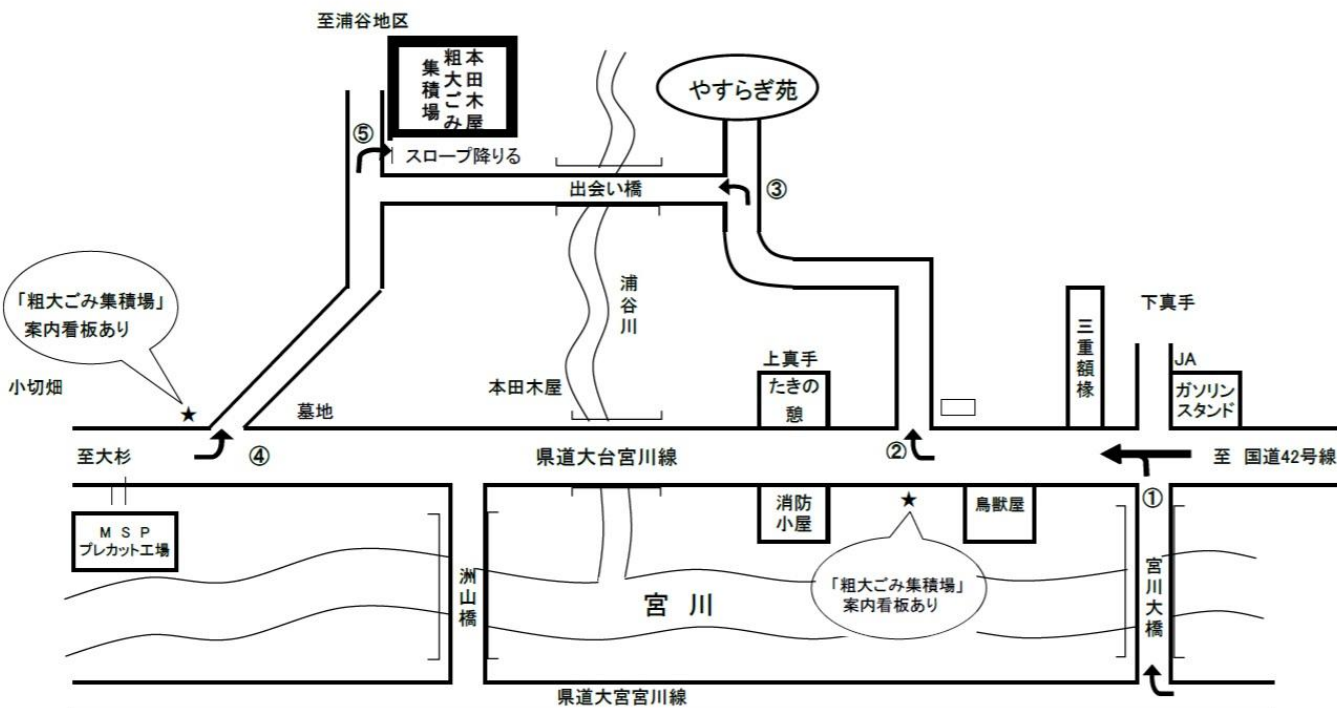 至浦谷地区
本田木屋
粗大ごみ
集積場
やすらぎ苑
⑤
スロープ降りる
出会い橋
③
「粗大ごみ集積場」
案内看板あり
浦谷川
三重額椽
下真手
小切畑
★
墓地
本田木屋
上真手
たきの
憩
JA
ガソリン
スタンド
至大杉
④
県道大台宮川線
②
至 国道42号線
①
MSP
プレカット工場
洲山橋
消防
小屋
★
鳥獣屋
宮川大橋
「粗大ごみ集積場」
案内看板あり
宮 川
県道大宮宮川線